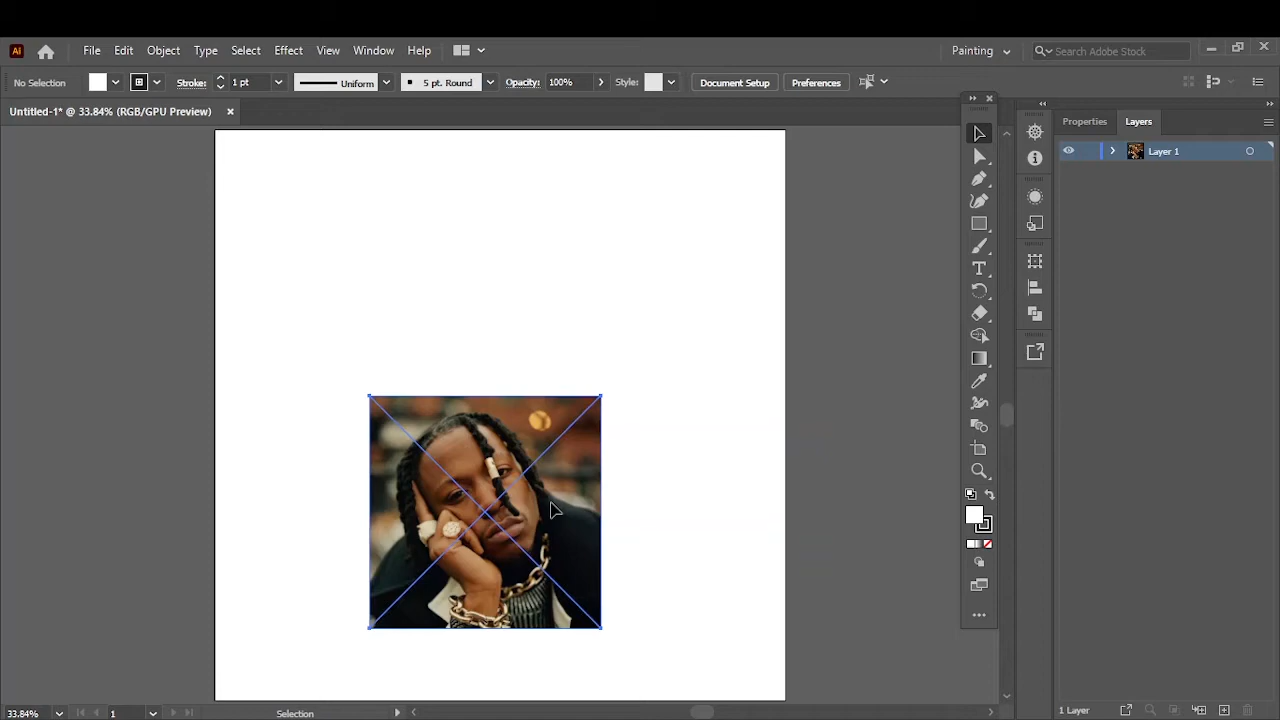 Ai File Edit Object Type Select Effect View Window Help Painting Search Adobe Stock
No Selection Stroke: 1 pt Uniform 5 pt. Round Opacity: 100% Style: Document Setup Preferences
Untitled-1* @ 33.84% (RGB/GPU Preview)
Properties Layers
Layer 1
33.84% 1 Selection 1 Layer